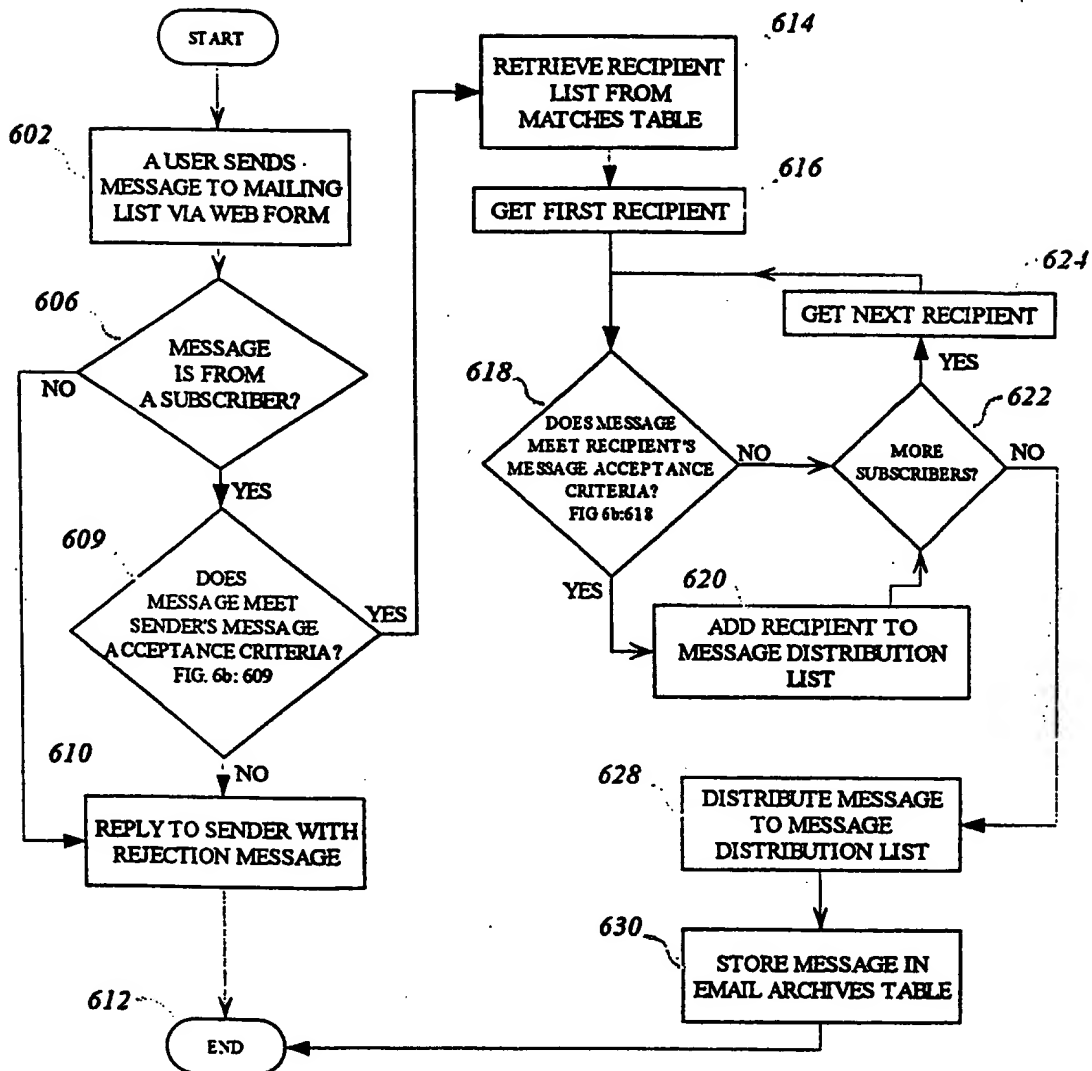 START
602
A USER SENDS
MESSAGE TO MAILING
LIST VIA WEB FORM
606
MESSAGE
IS FROM
A SUBSCRIBER?
NO
YES
609
DOES
MESSAGE MEET
SENDER'S MESSAGE
ACCEPTANCE CRITERIA?
FIG. 6b: 609
YES
NO
610
REPLY TO SENDER WITH
REJECTION MESSAGE
612
END
614
RETRIEVE RECIPIENT
LIST FROM
MATCHES TABLE
616
GET FIRST RECIPIENT
624
GET NEXT RECIPIENT
YES
618
DOES MESSAGE
MEET RECIPIENT'S
MESSAGE ACCEPTANCE
CRITERIA?
FIG 6b:618
NO
YES
622
MORE
SUBSCRIBERS?
NO
620
ADD RECIPIENT TO
MESSAGE DISTRIBUTION
LIST
628
DISTRIBUTE MESSAGE
TO MESSAGE
DISTRIBUTION LIST
630
STORE MESSAGE IN
EMAIL ARCHIVES TABLE